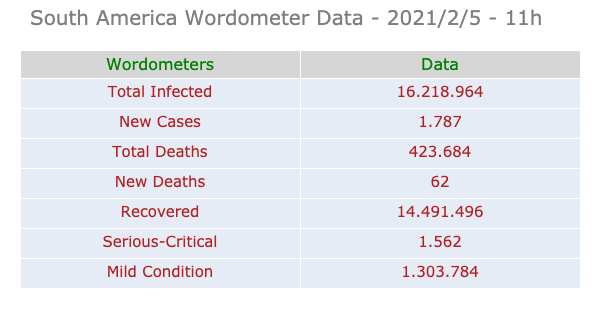 South America Wordometer Data - 2021/2/5 - 11h
Wordometers Data
Total Infected 16.218.964
New Cases 1.787
Total Deaths 423.684
New Deaths 62
Recovered 14.491.496
Serious-Critical 1.562
Mild Condition 1.303.784